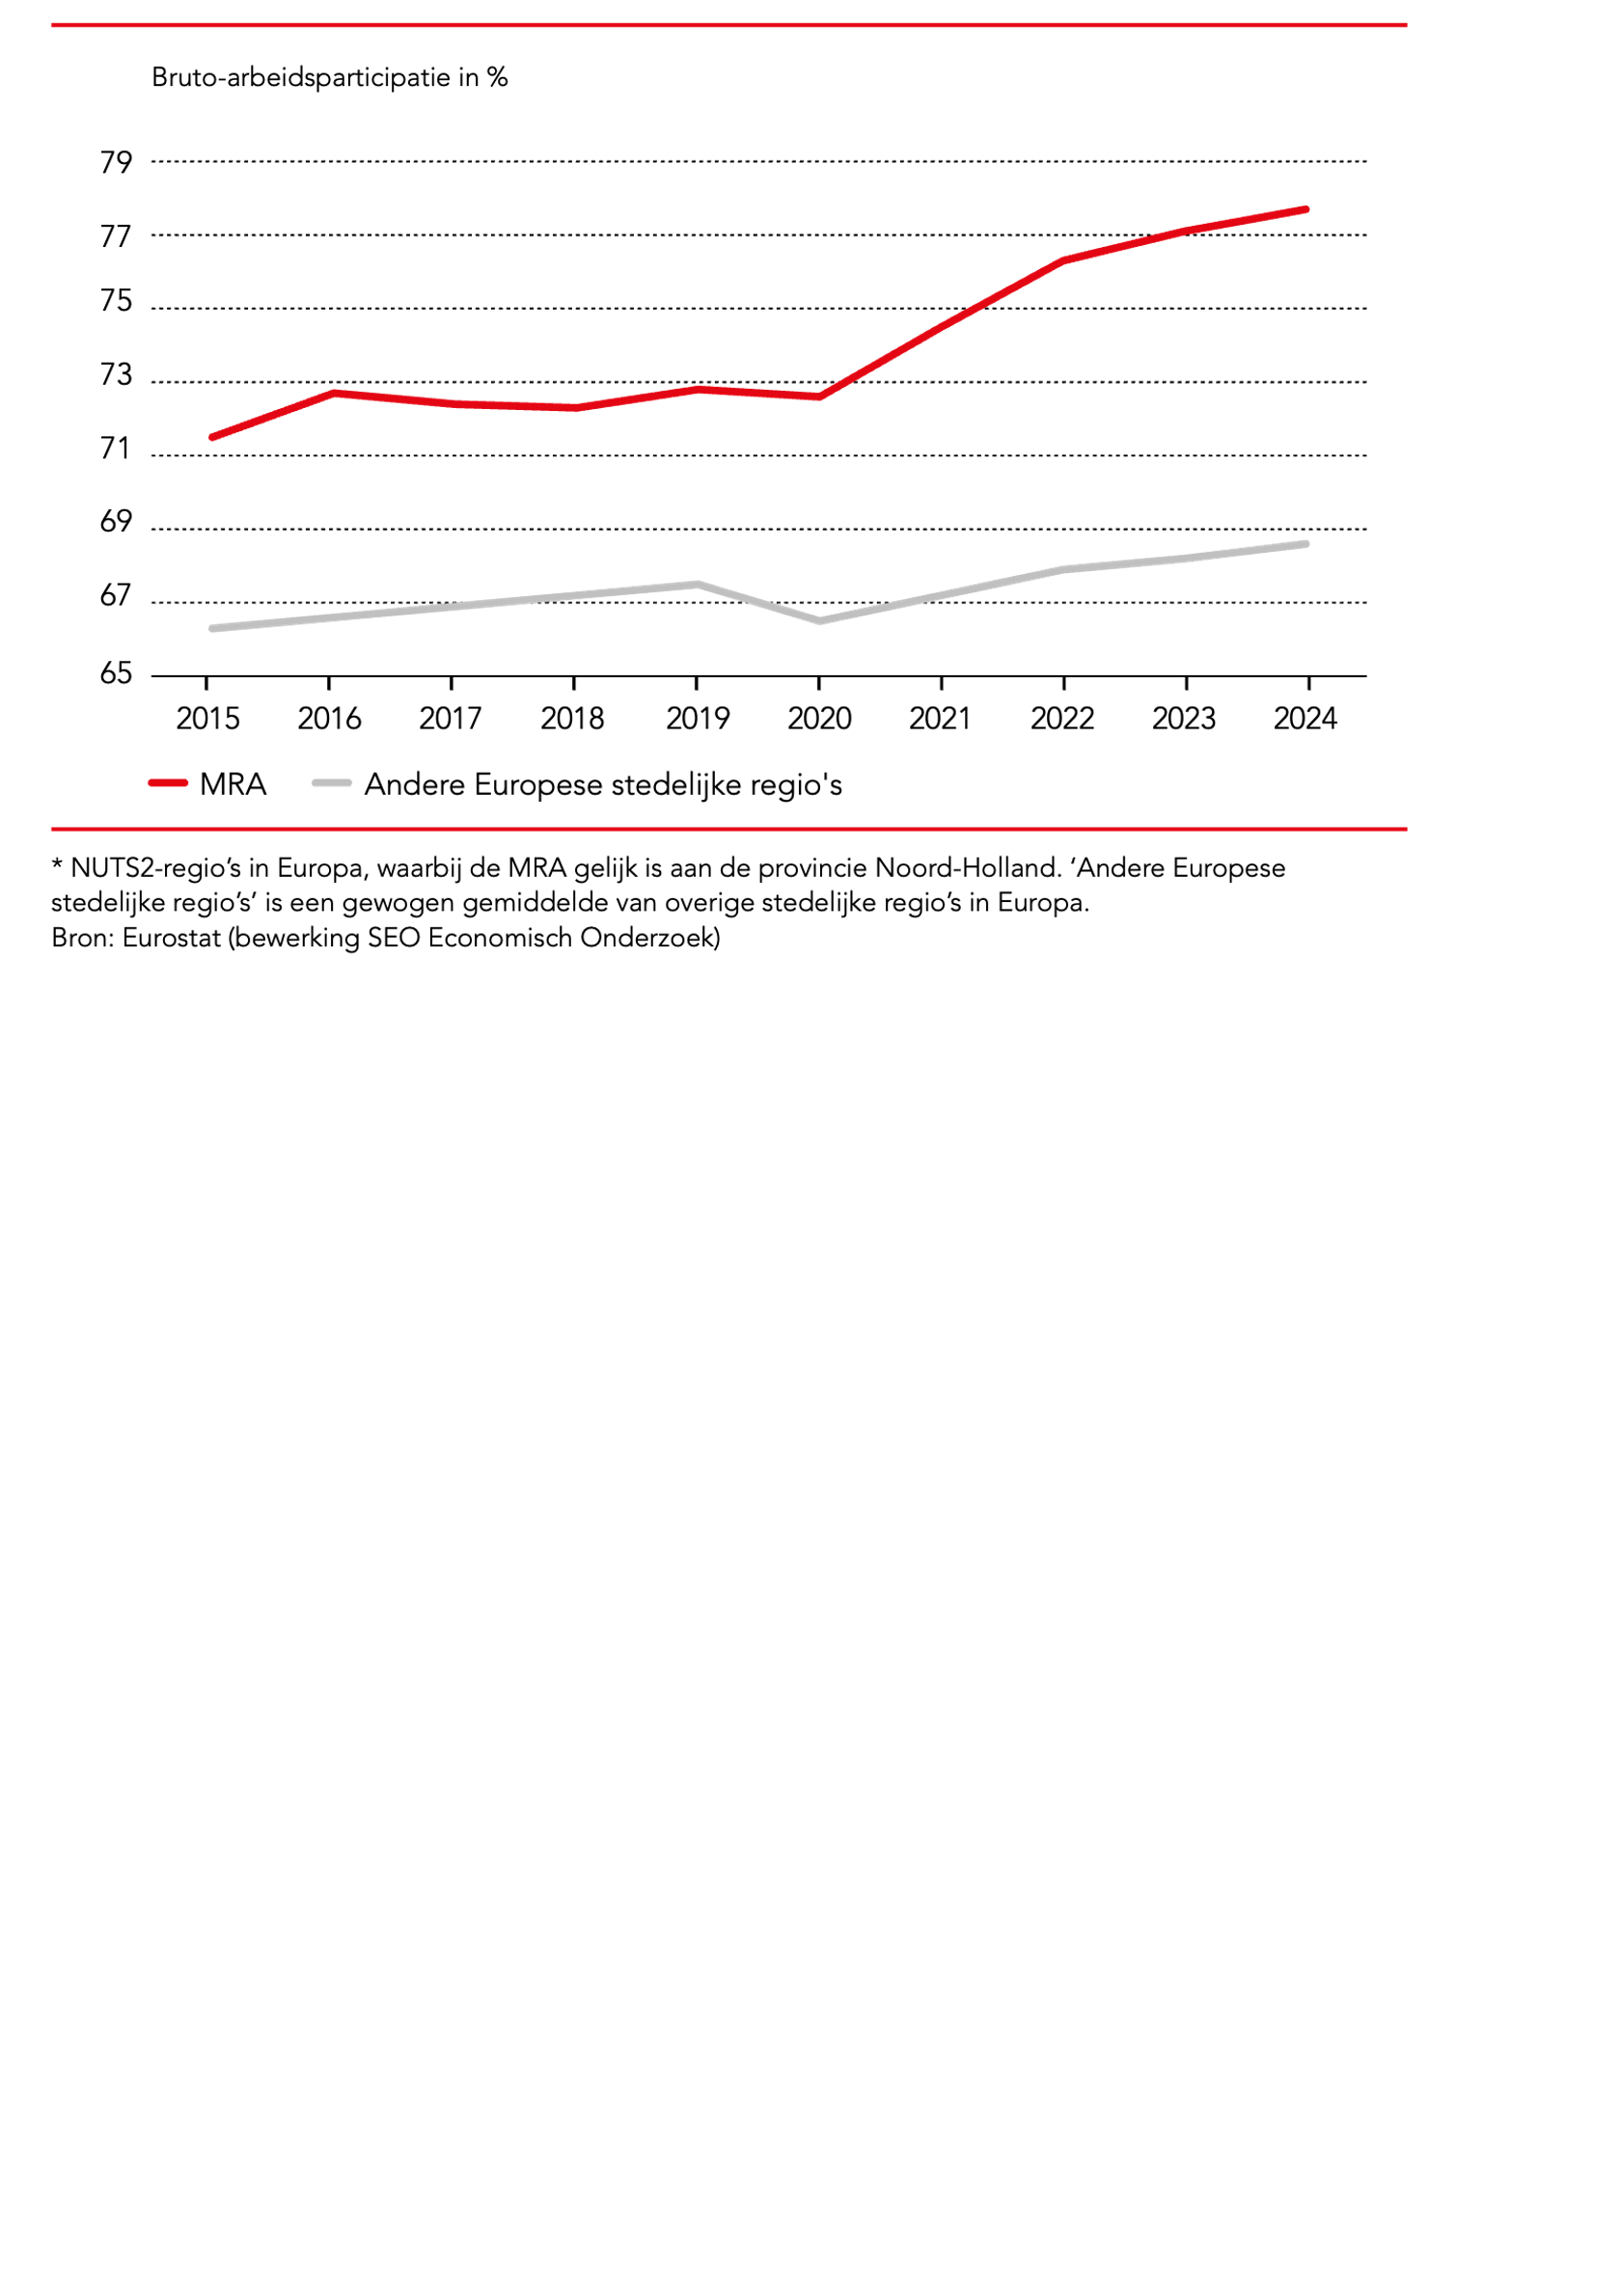 Bruto-arbeidsparticipatie in %
79
77
75
73
71
69
67
65
2015 2016 2017 2018 2019 2020 2021 2022 2023 2024
MRA Andere Europese stedelijke regio's
* NUTS2-regio’s in Europa, waarbij de MRA gelijk is aan de provincie Noord-Holland. ‘Andere Europese
stedelijke regio’s’ is een gewogen gemiddelde van overige stedelijke regio’s in Europa.
Bron: Eurostat (bewerking SEO Economisch Onderzoek)